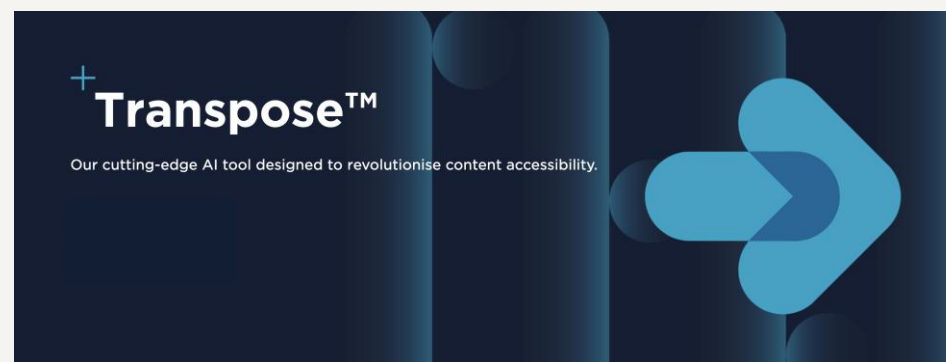 Transpose™
Our cutting-edge AI tool designed to revolutionise content accessibility.